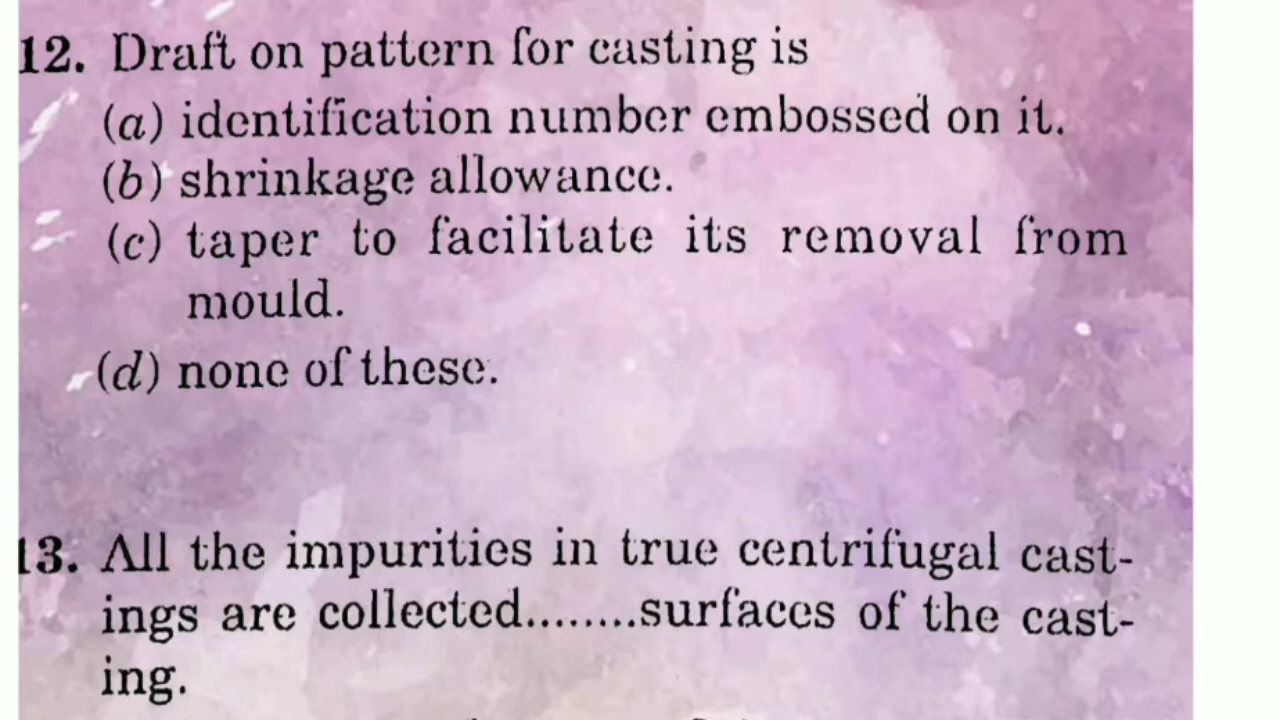 12. Draft on pattern for casting is
(a) identification number embossed on it.
(b) shrinkage allowance.
(c) taper to facilitate its removal from
mould.
(d) none of these.
13. All the impurities in true centrifugal cast-
ings are collected........surfaces of the cast-
ing.